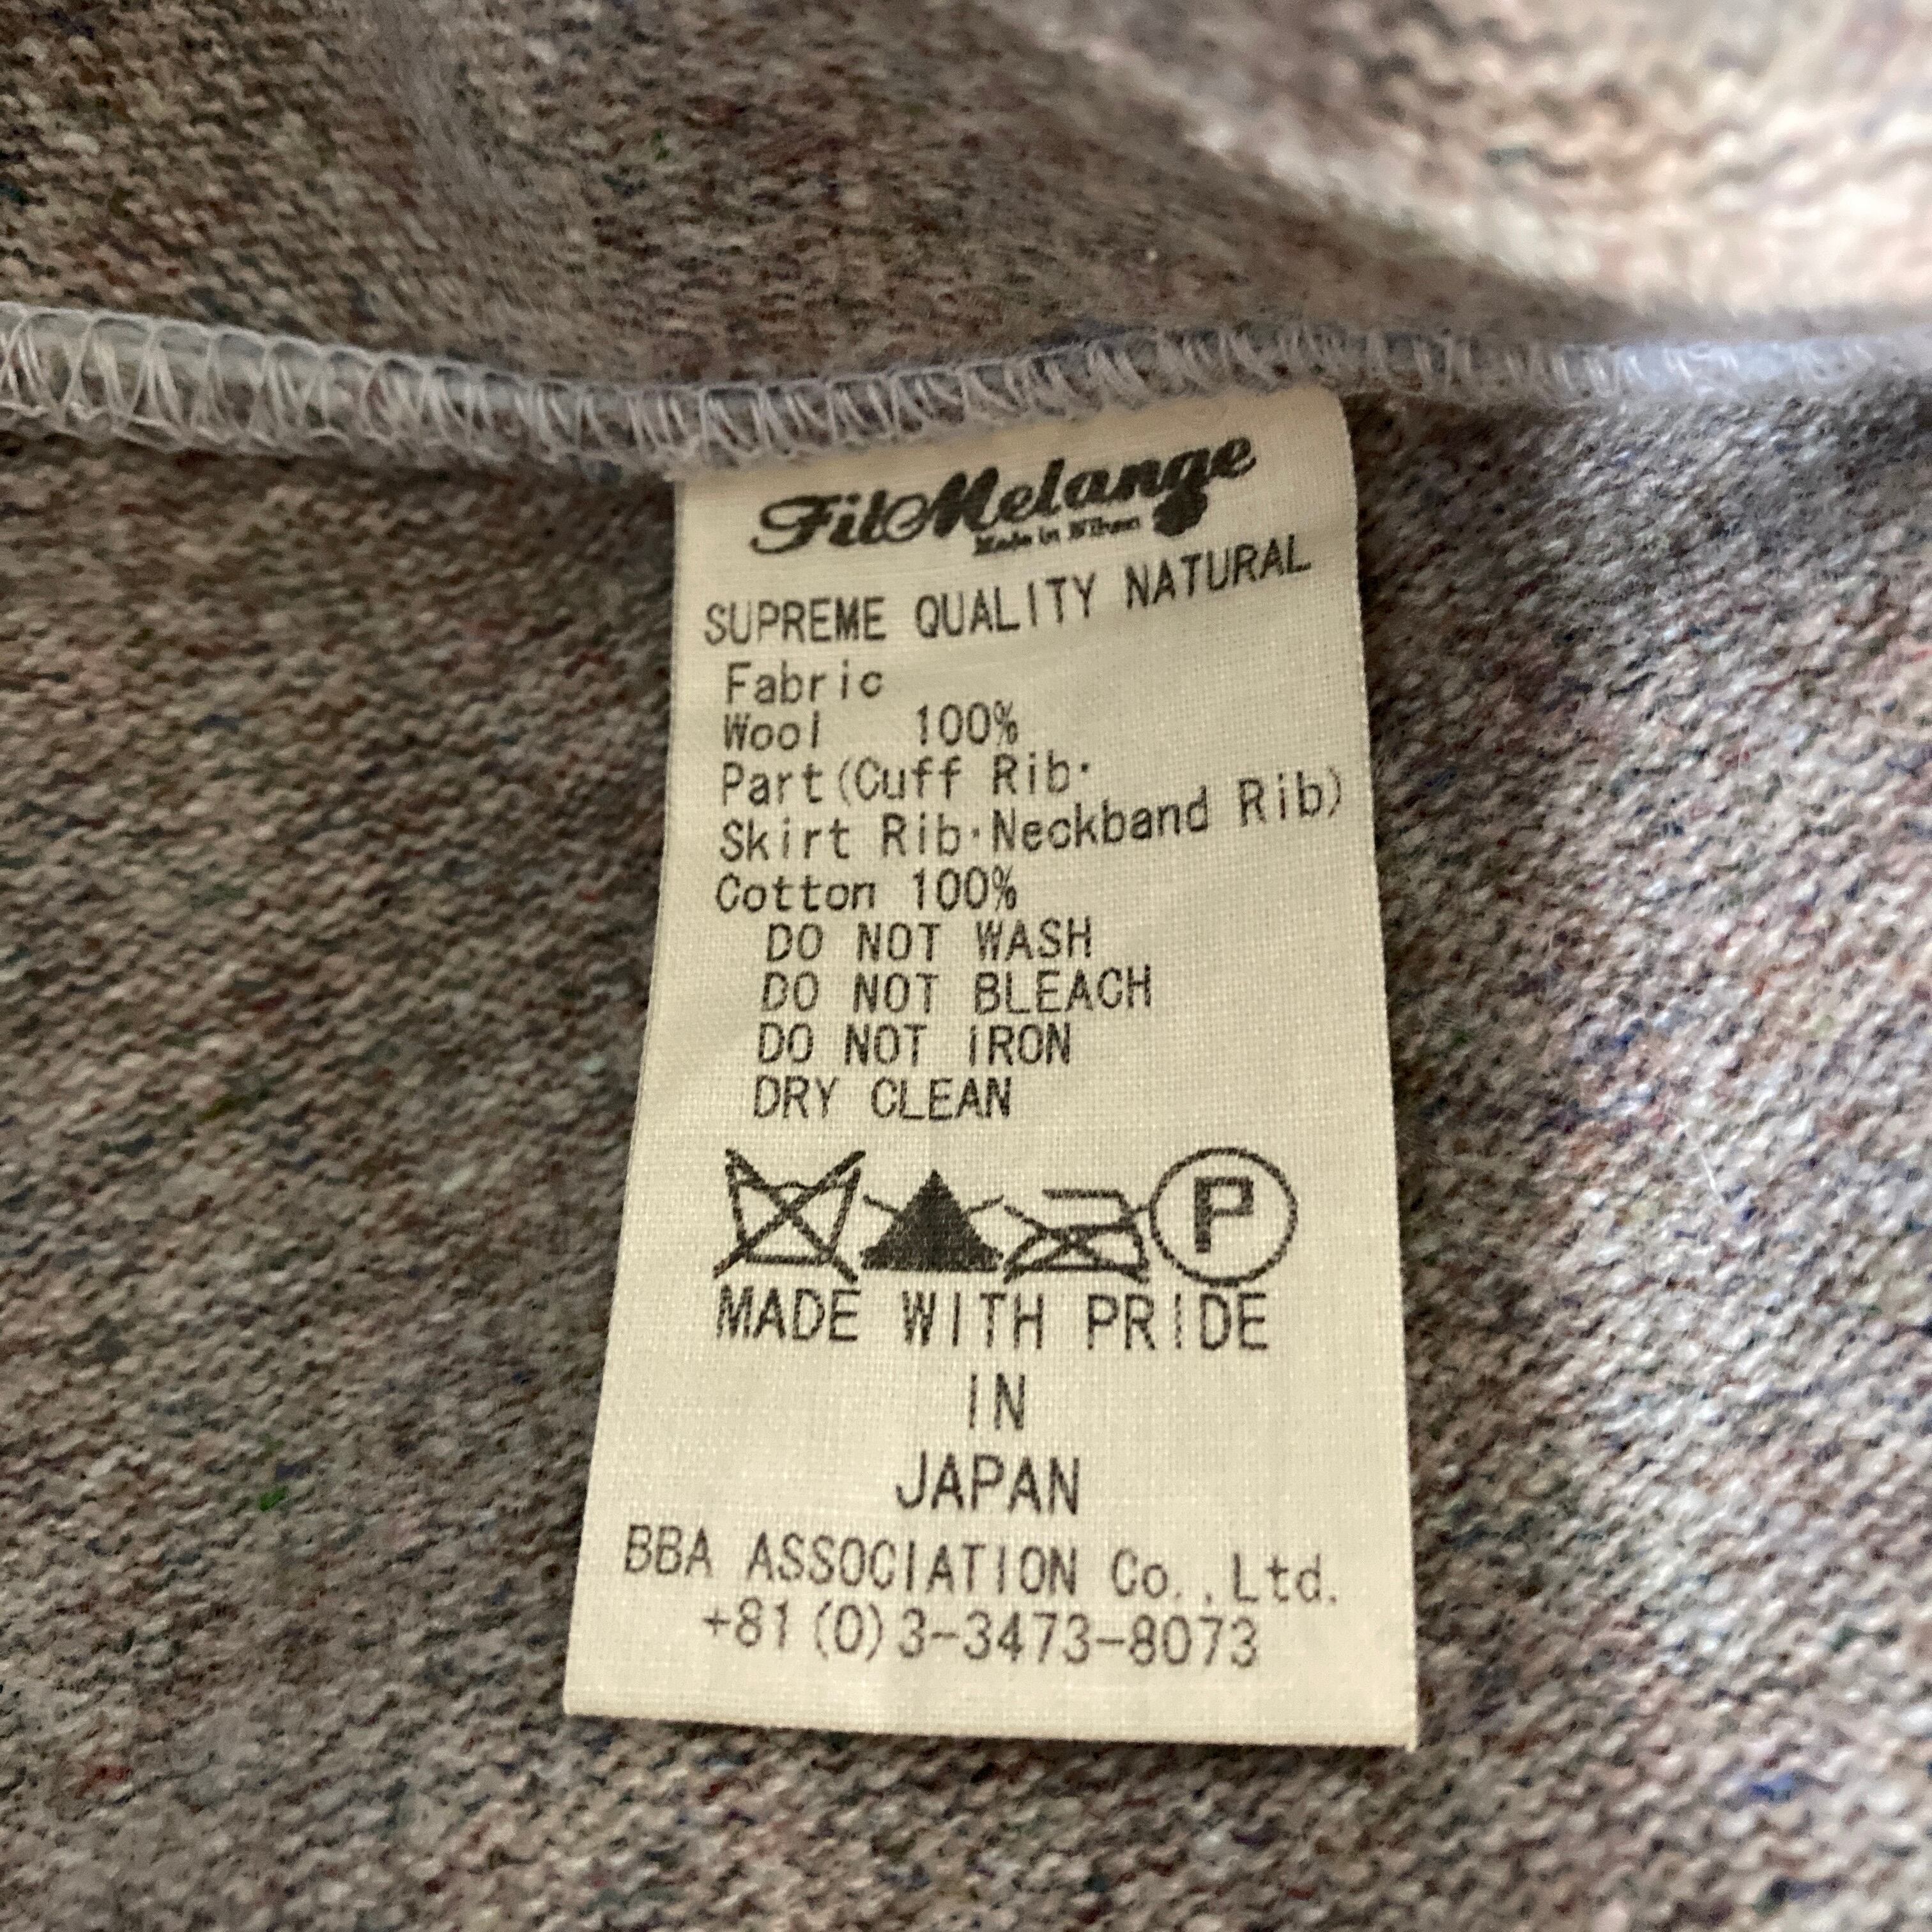 FilMelange
Made in Nihon
SUPREME QUALITY NATURAL
Fabric
Wool 100%
Part(Cuff Rib·
Skirt Rib·Neckband Rib)
Cotton 100%
DO NOT WASH
DO NOT BLEACH
DO NOT IRON
DRY CLEAN
P
MADE WITH PRIDE
IN
JAPAN
BBA ASSOCIATION Co.,Ltd.
+81(0)3-3473-8073